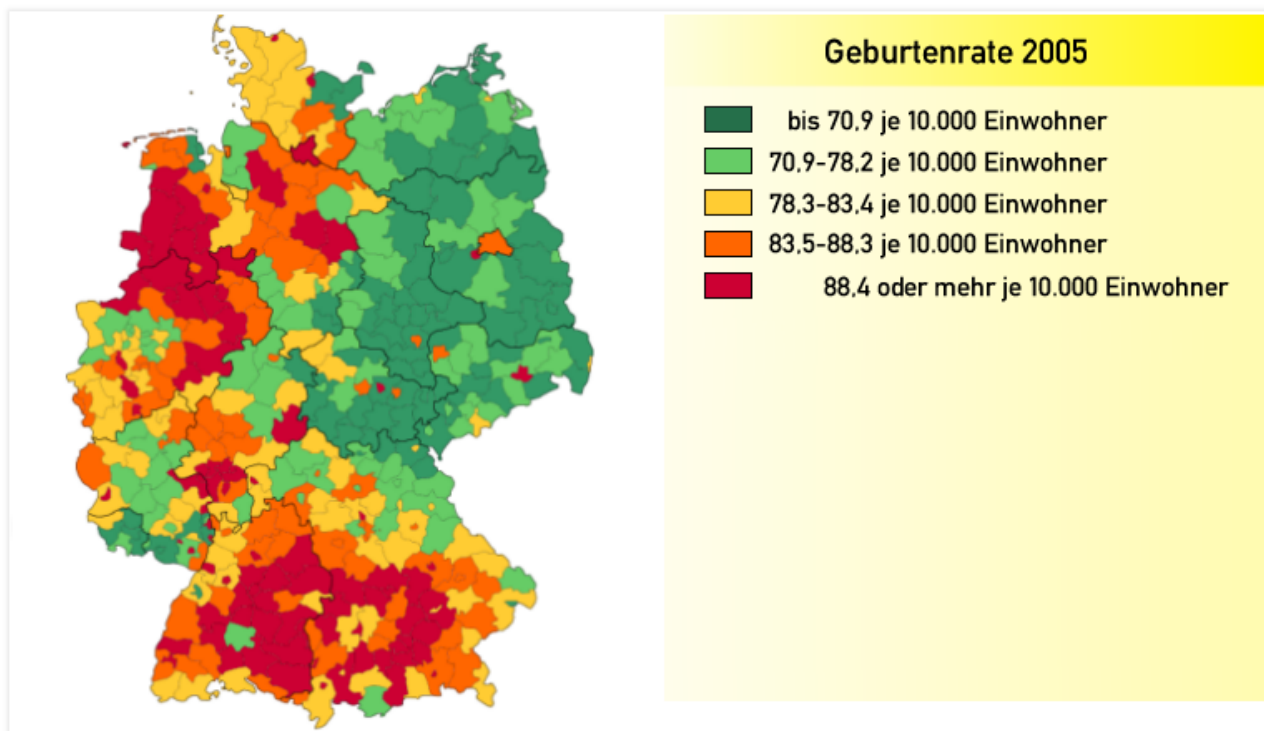 Geburtenrate 2005
bis 70,9 je 10.000 Einwohner
70,9-78,2 je 10.000 Einwohner
78,3-83,4 je 10.000 Einwohner
83,5-88,3 je 10.000 Einwohner
88,4 oder mehr je 10.000 Einwohner